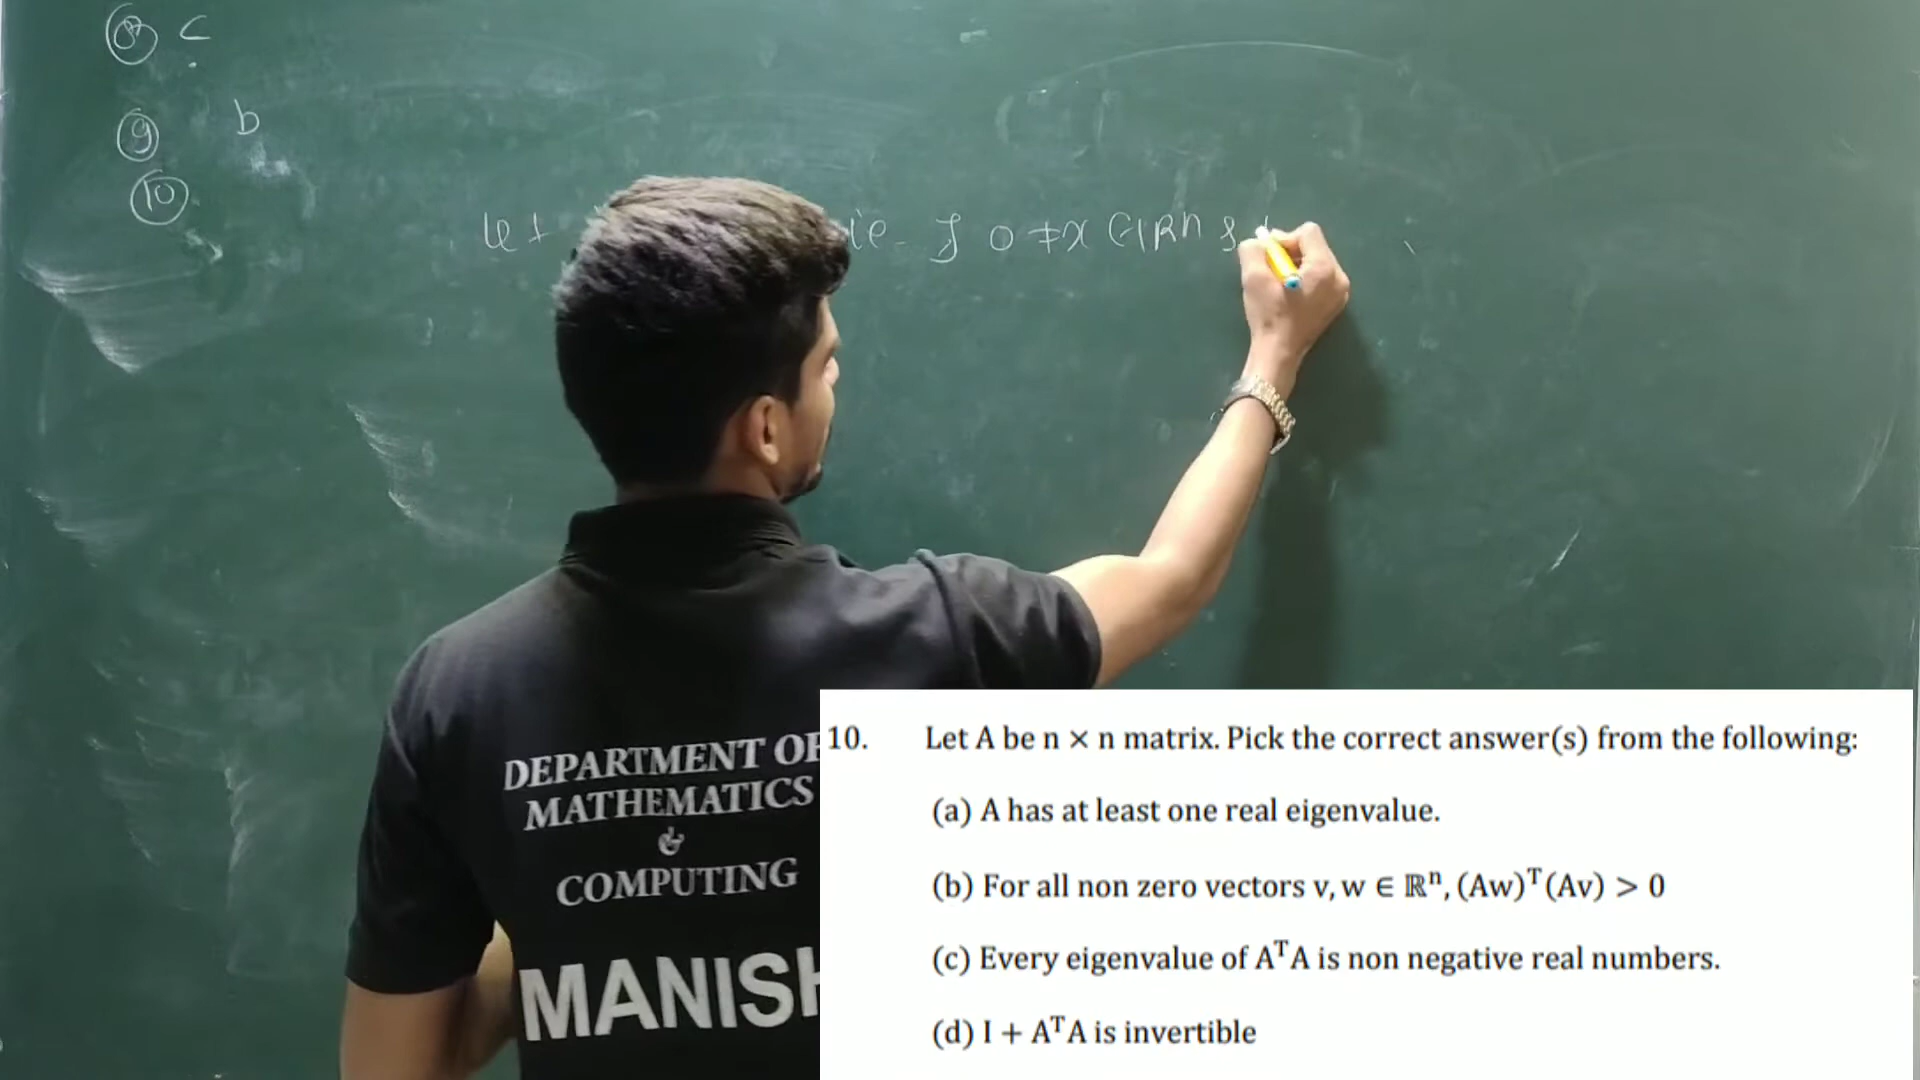 8 c
9 b
10
let ie. ∃ 0 ≠ x ∈ ℝn s
DEPARTMENT OF
MATHEMATICS
&
COMPUTING
MANISH
10. Let A be n × n matrix. Pick the correct answer(s) from the following:
(a) A has at least one real eigenvalue.
(b) For all non zero vectors v, w ∈ ℝⁿ, (Aw)ᵀ(Av) > 0
(c) Every eigenvalue of AᵀA is non negative real numbers.
(d) I + AᵀA is invertible